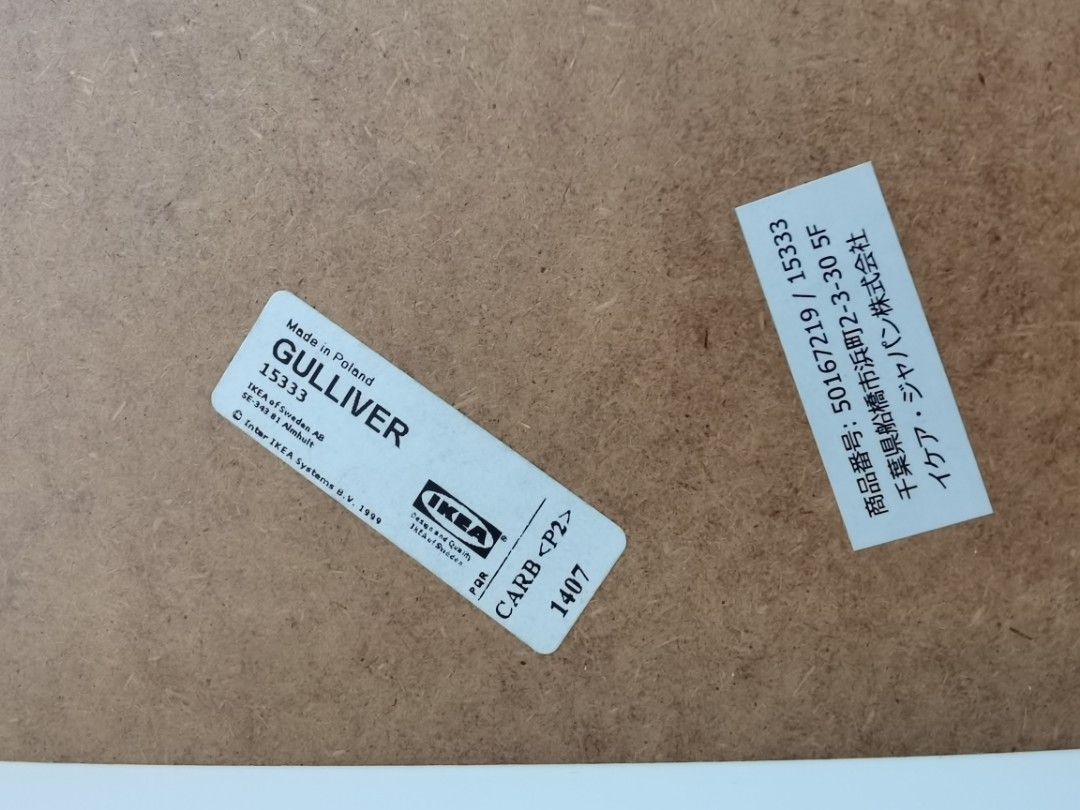 Made in Poland
GULLIVER
15333
IKEA of Sweden AB
SE-343 81 Älmhult
© Inter IKEA Systems B.V. 1999
IKEA®
Design and Quality
IKEA of Sweden
PQR
CARB <P2>
1407
商品番号: 50167219 / 15333
千葉県船橋市浜町2-3-30 5F
イケア・ジャパン株式会社